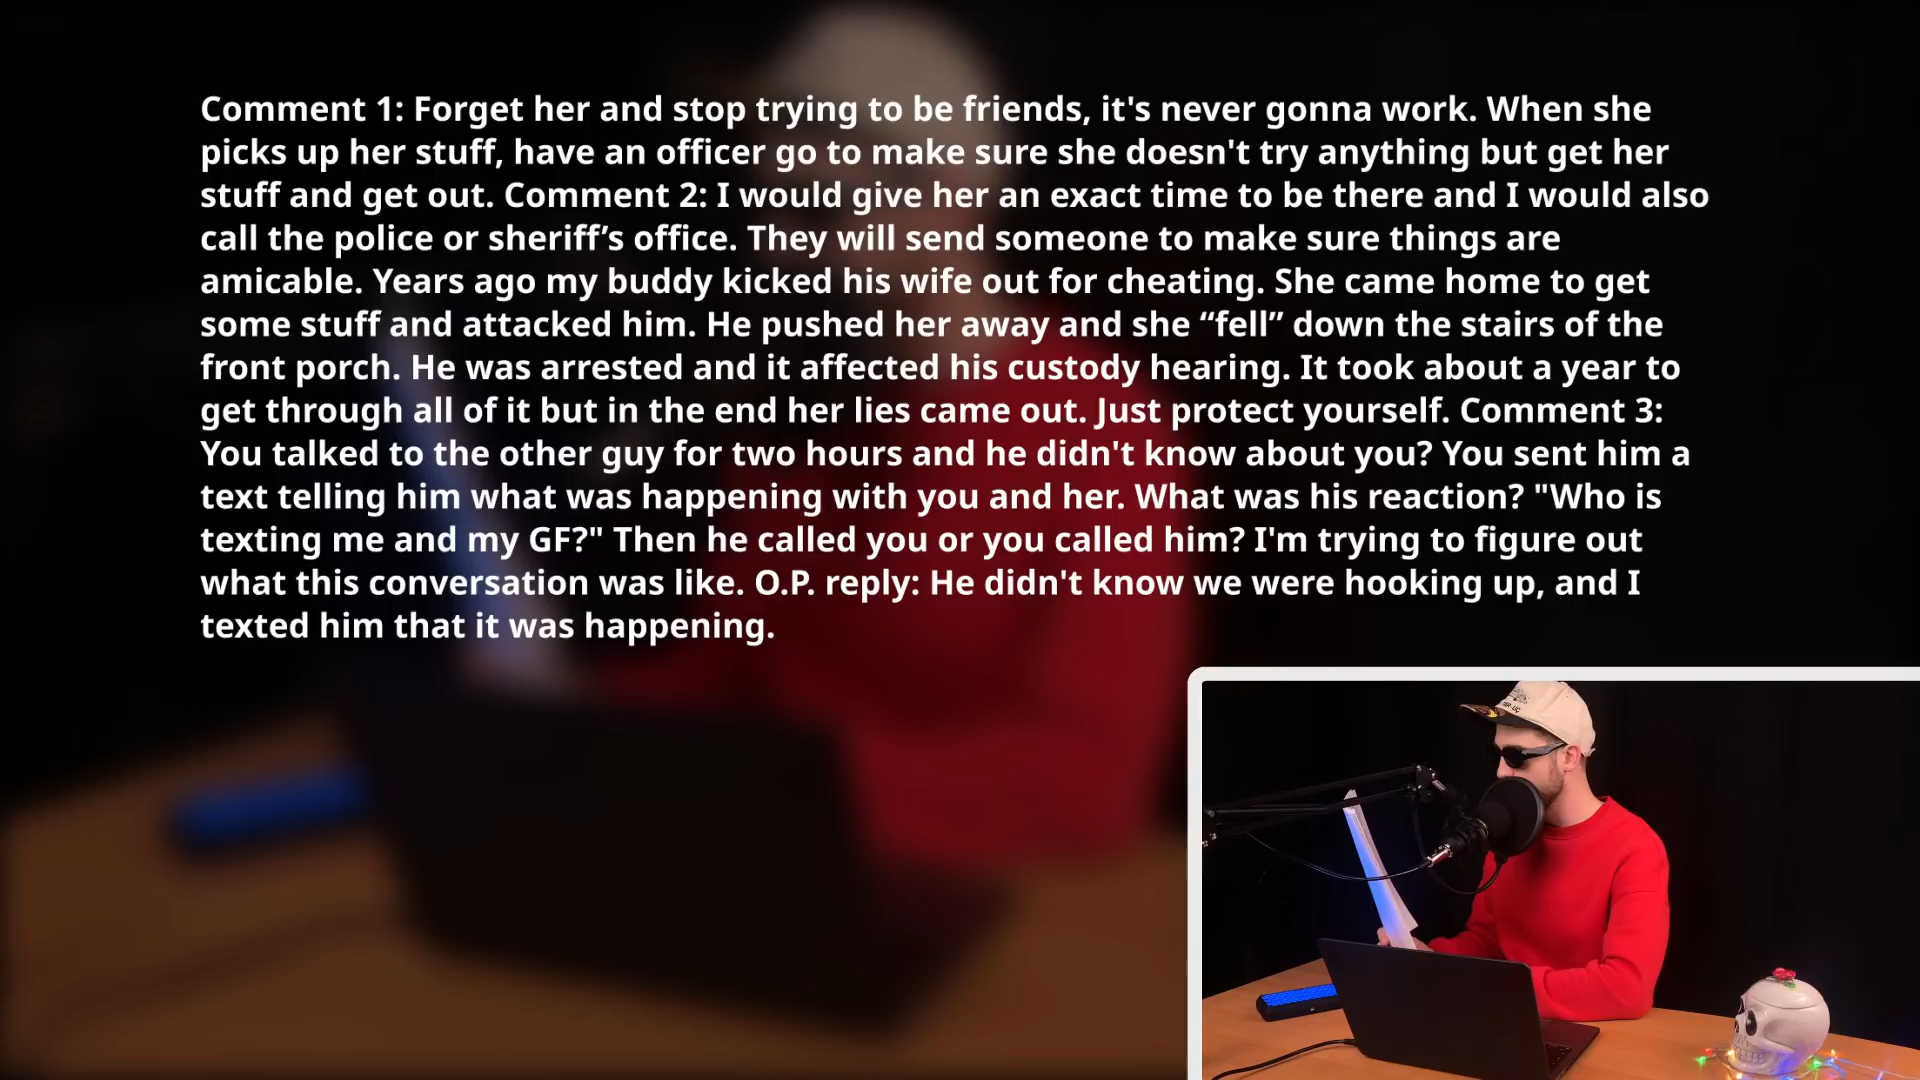 Comment 1: Forget her and stop trying to be friends, it's never gonna work. When she
picks up her stuff, have an officer go to make sure she doesn't try anything but get her
stuff and get out. Comment 2: I would give her an exact time to be there and I would also
call the police or sheriff’s office. They will send someone to make sure things are
amicable. Years ago my buddy kicked his wife out for cheating. She came home to get
some stuff and attacked him. He pushed her away and she “fell” down the stairs of the
front porch. He was arrested and it affected his custody hearing. It took about a year to
get through all of it but in the end her lies came out. Just protect yourself. Comment 3:
You talked to the other guy for two hours and he didn't know about you? You sent him a
text telling him what was happening with you and her. What was his reaction? "Who is
texting me and my GF?" Then he called you or you called him? I'm trying to figure out
what this conversation was like. O.P. reply: He didn't know we were hooking up, and I
texted him that it was happening.